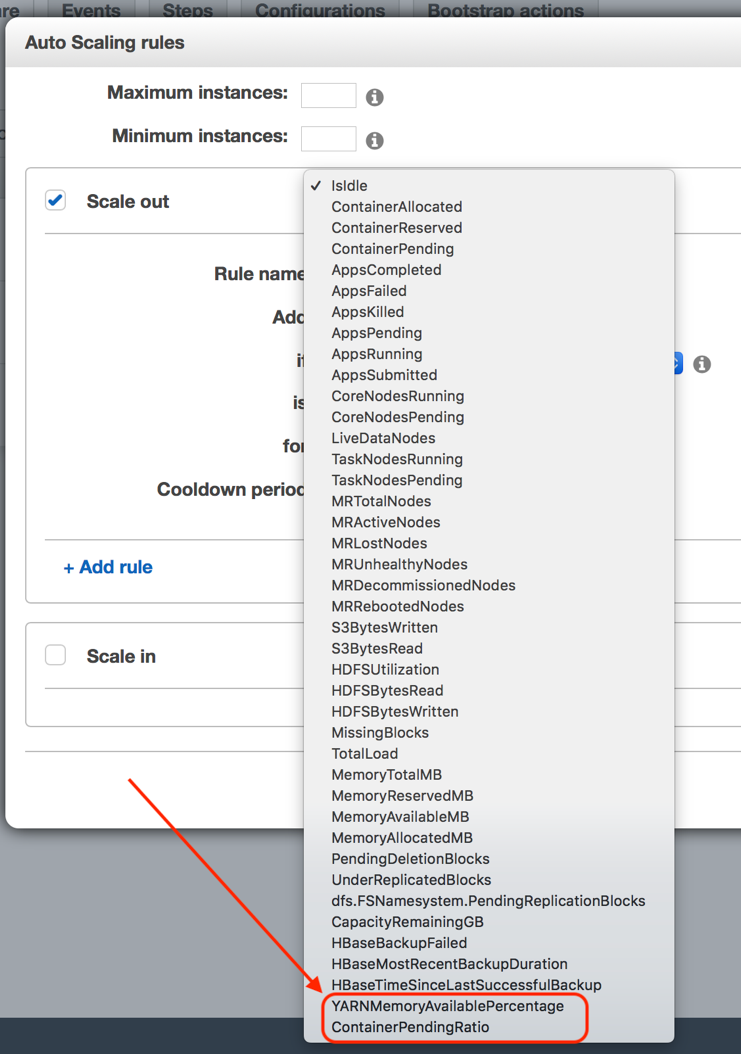 Events Steps Configurations Bootstrap actions
Auto Scaling rules
Maximum instances:
Minimum instances:
Scale out
✓ IsIdle
ContainerAllocated
ContainerReserved
ContainerPending
Rule name
AppsCompleted
AppsFailed
Add
AppsKilled
AppsPending
if
AppsRunning
AppsSubmitted
is
CoreNodesRunning
CoreNodesPending
for
LiveDataNodes
TaskNodesRunning
TaskNodesPending
Cooldown period
MRTotalNodes
MRActiveNodes
MRLostNodes
+ Add rule
MRUnhealthyNodes
MRDecommissionedNodes
MRRebootedNodes
S3BytesWritten
Scale in
S3BytesRead
HDFSUtilization
HDFSBytesRead
HDFSBytesWritten
MissingBlocks
TotalLoad
MemoryTotalMB
MemoryReservedMB
MemoryAvailableMB
MemoryAllocatedMB
PendingDeletionBlocks
UnderReplicatedBlocks
dfs.FSNamesystem.PendingReplicationBlocks
CapacityRemainingGB
HBaseBackupFailed
HBaseMostRecentBackupDuration
HBaseTimeSinceLastSuccessfulBackup
YARNMemoryAvailablePercentage
ContainerPendingRatio